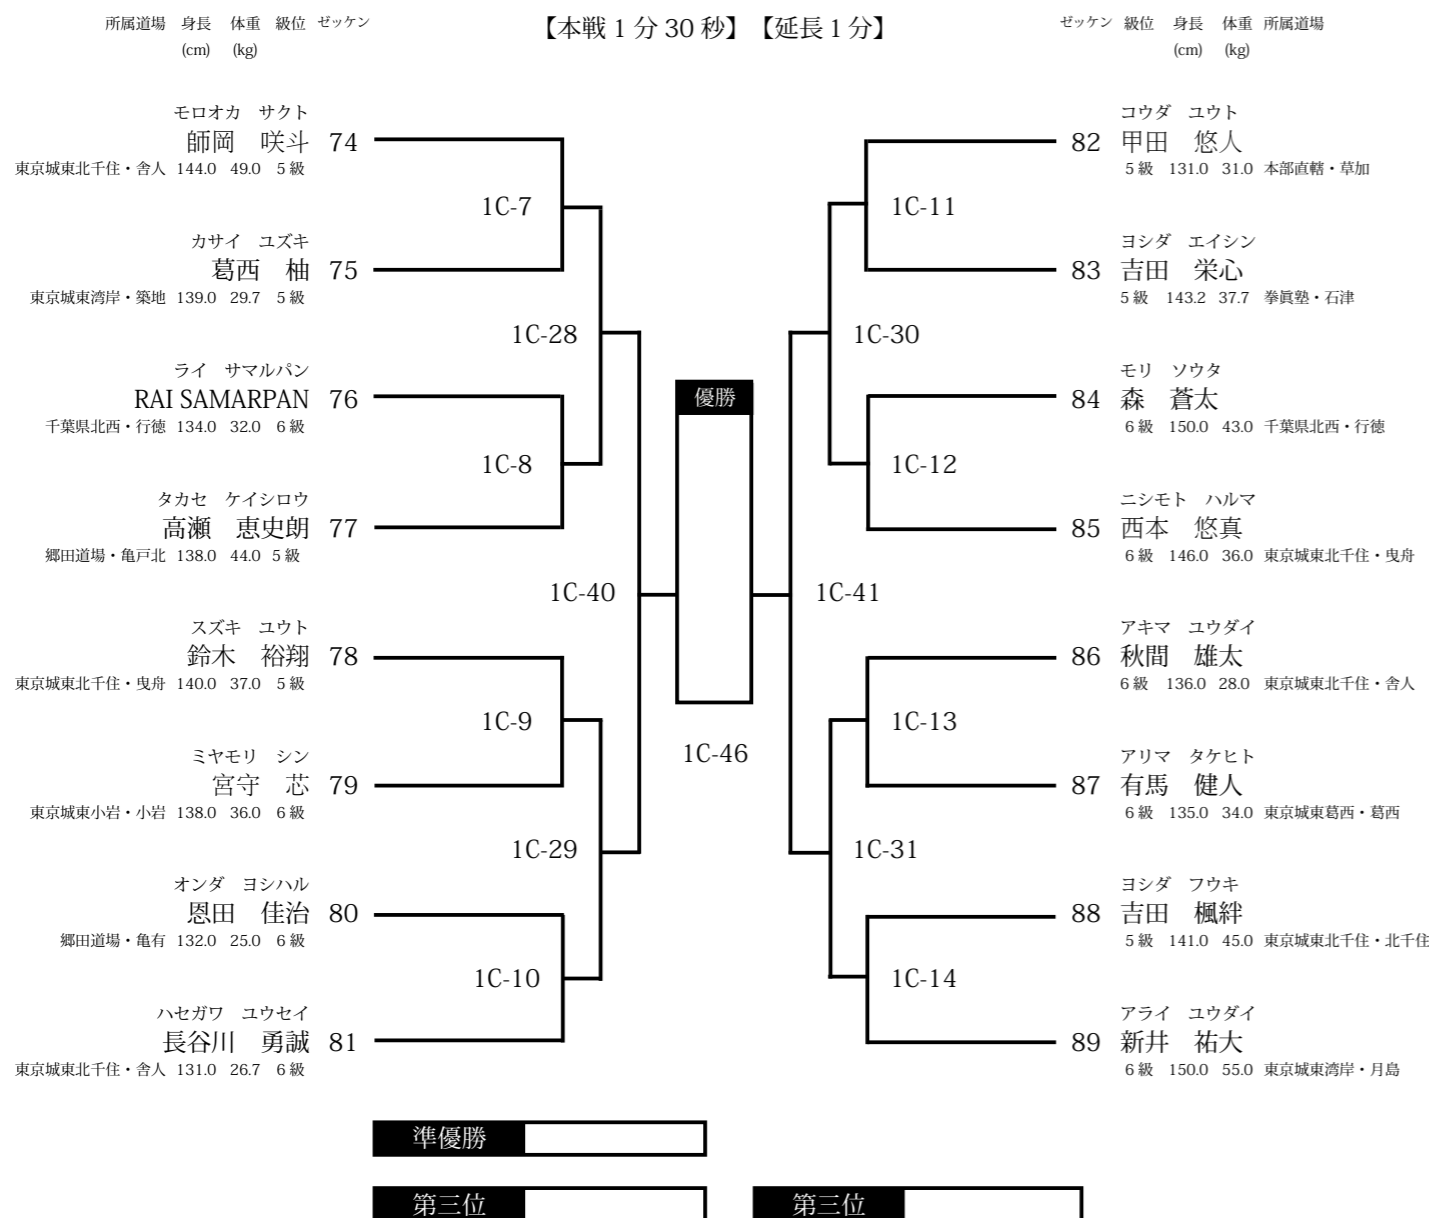 所属道場 身長 体重 級位 ゼッケン 【本戦1分30秒】【延長1分】 ゼッケン 級位 身長 体重 所属道場
(cm) (kg) (cm) (kg)
モロオカ サクト
師岡 咲斗 74
東京城東北千住・舎人 144.0 49.0 5級
1C-7
カサイ ユズキ
葛西 柚 75
東京城東湾岸・築地 139.0 29.7 5級
1C-28
ライ サマルパン
RAI SAMARPAN 76
千葉県北西・行徳 134.0 32.0 6級
1C-8
タカセ ケイシロウ
高瀬 恵史朗 77
郷田道場・亀戸北 138.0 44.0 5級
1C-40
スズキ ユウト
鈴木 裕翔 78
東京城東北千住・曳舟 140.0 37.0 5級
1C-9
ミヤモリ シン
宮守 芯 79
東京城東小岩・小岩 138.0 36.0 6級
1C-29
オンダ ヨシハル
恩田 佳治 80
郷田道場・亀有 132.0 25.0 6級
1C-10
ハセガワ ユウセイ
長谷川 勇誠 81
東京城東北千住・舎人 131.0 26.7 6級
優勝
1C-46
コウダ ユウト
82 甲田 悠人
5級 131.0 31.0 本部直轄・草加
1C-11
ヨシダ エイシン
83 吉田 栄心
5級 143.2 37.7 拳眞塾・石津
1C-30
モリ ソウタ
84 森 蒼太
6級 150.0 43.0 千葉県北西・行徳
1C-12
ニシモト ハルマ
85 西本 悠真
6級 146.0 36.0 東京城東北千住・曳舟
1C-41
アキマ ユウダイ
86 秋間 雄太
6級 136.0 28.0 東京城東北千住・舎人
1C-13
アリマ タケヒト
87 有馬 健人
6級 135.0 34.0 東京城東葛西・葛西
1C-31
ヨシダ フウキ
88 吉田 楓絆
5級 141.0 45.0 東京城東北千住・北千住
1C-14
アライ ユウダイ
89 新井 祐大
6級 150.0 55.0 東京城東湾岸・月島
準優勝
第三位 第三位